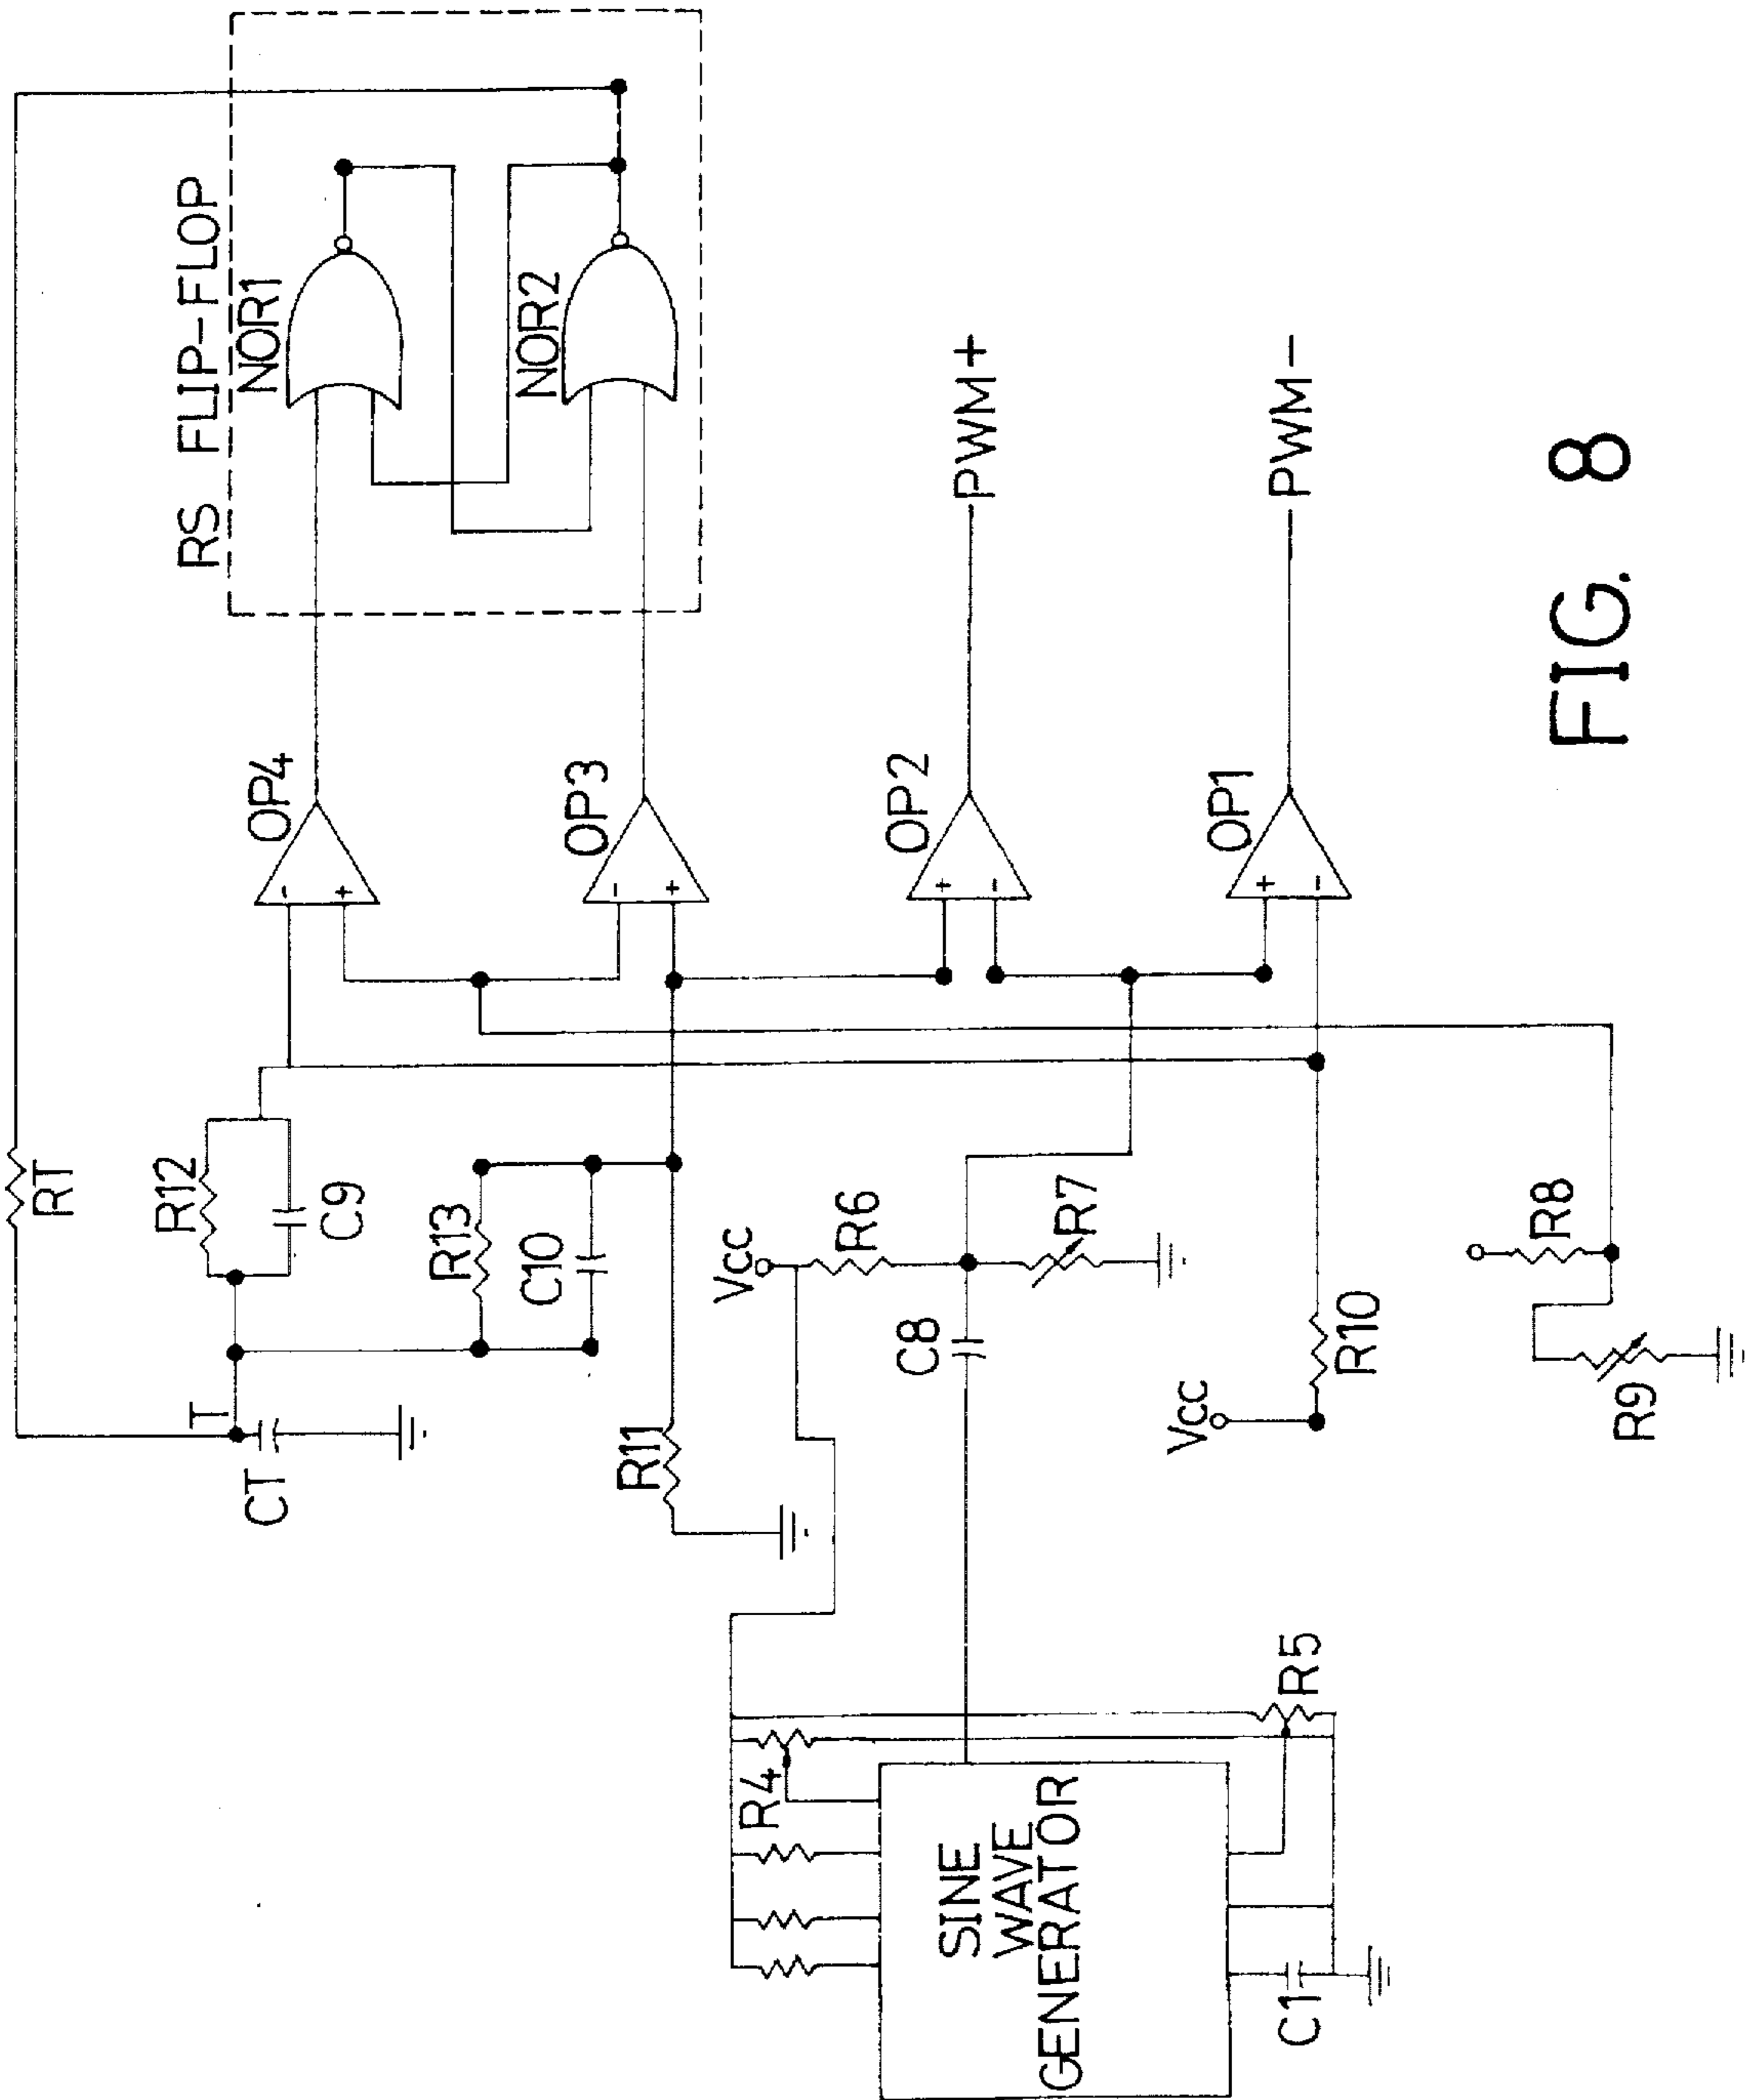 RT
RS FLIP-FLOP
NOR1
NOR2
R12
C9
T
CT
R13
C10
R11
OP4
-
+
OP3
-
+
OP2
+
-
PWM+
OP1
+
-
PWM-
Vcc
R6
R7
C8
Vcc
R10
R8
R9
R4
R5
SINE
WAVE
GENERATOR
C1
FIG. 8